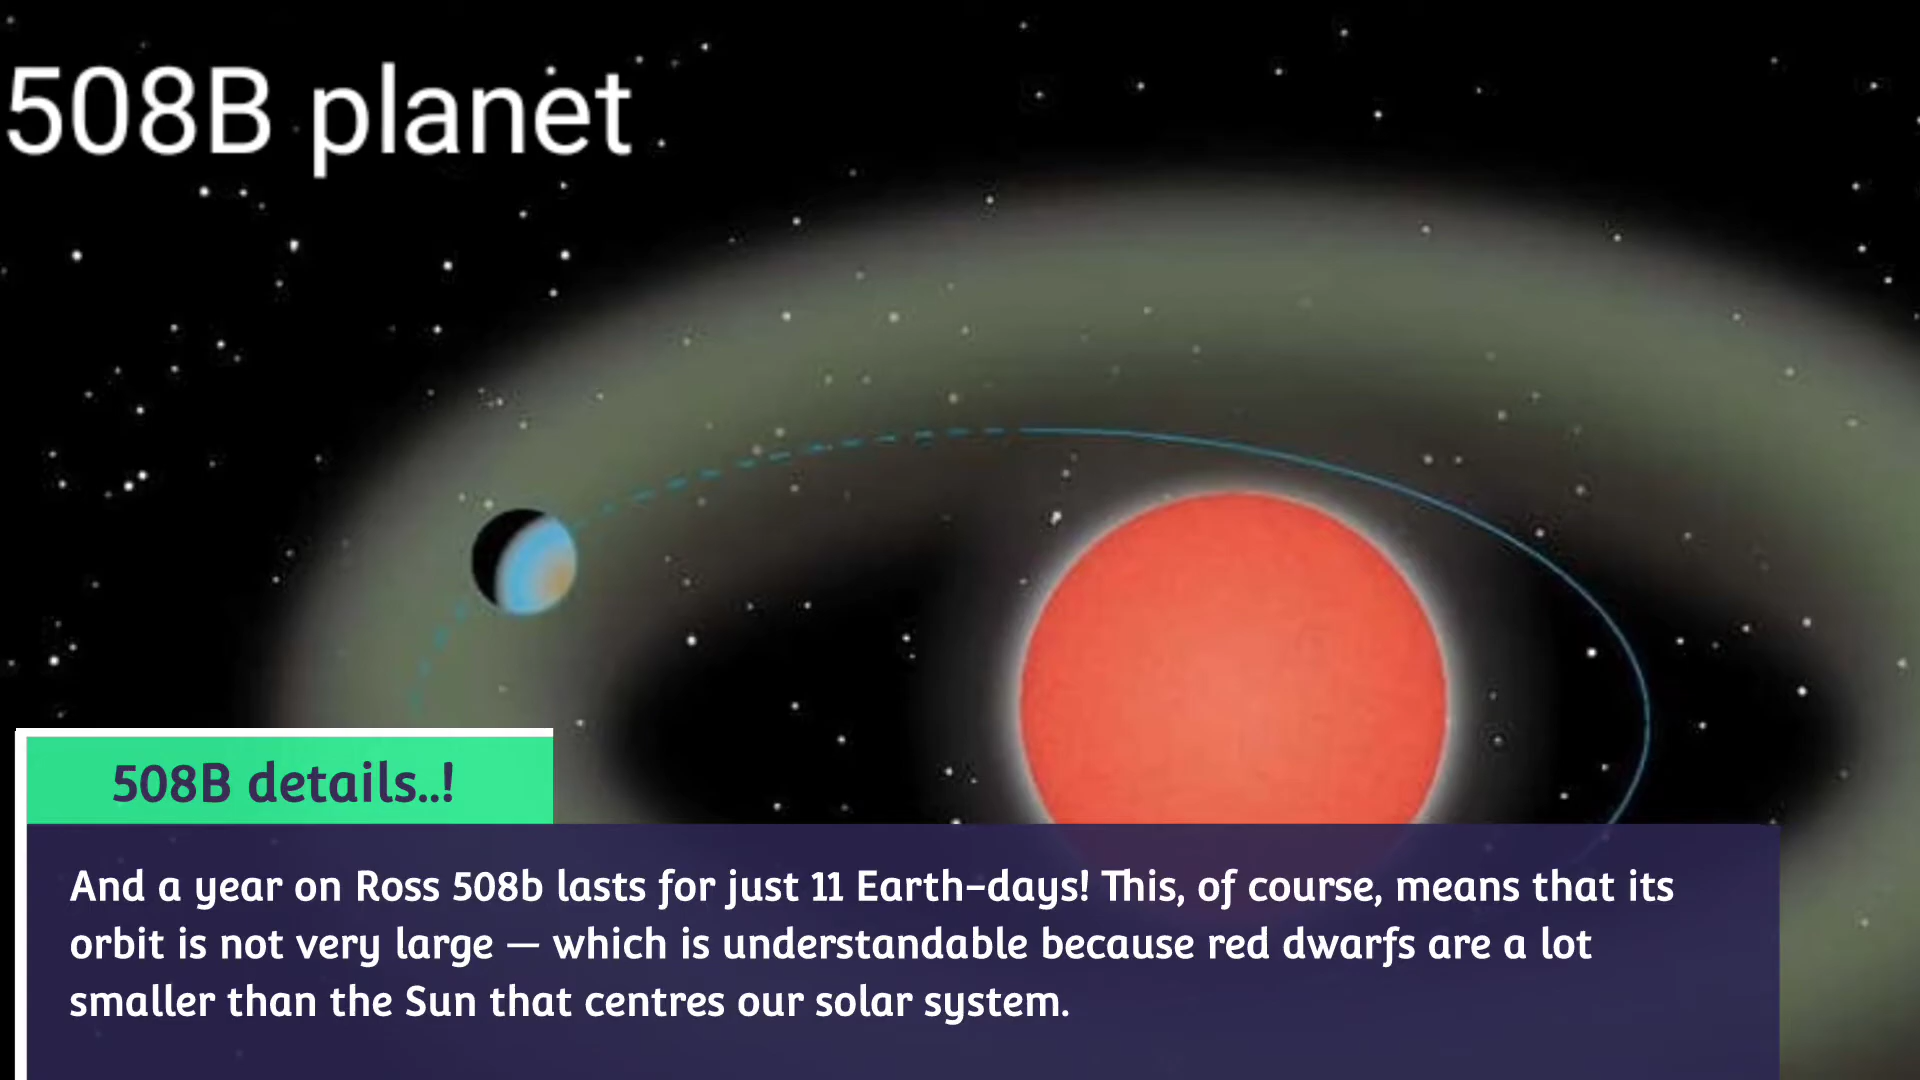 508B planet
508B details..!
And a year on Ross 508b lasts for just 11 Earth-days! This, of course, means that its
orbit is not very large — which is understandable because red dwarfs are a lot
smaller than the Sun that centres our solar system.